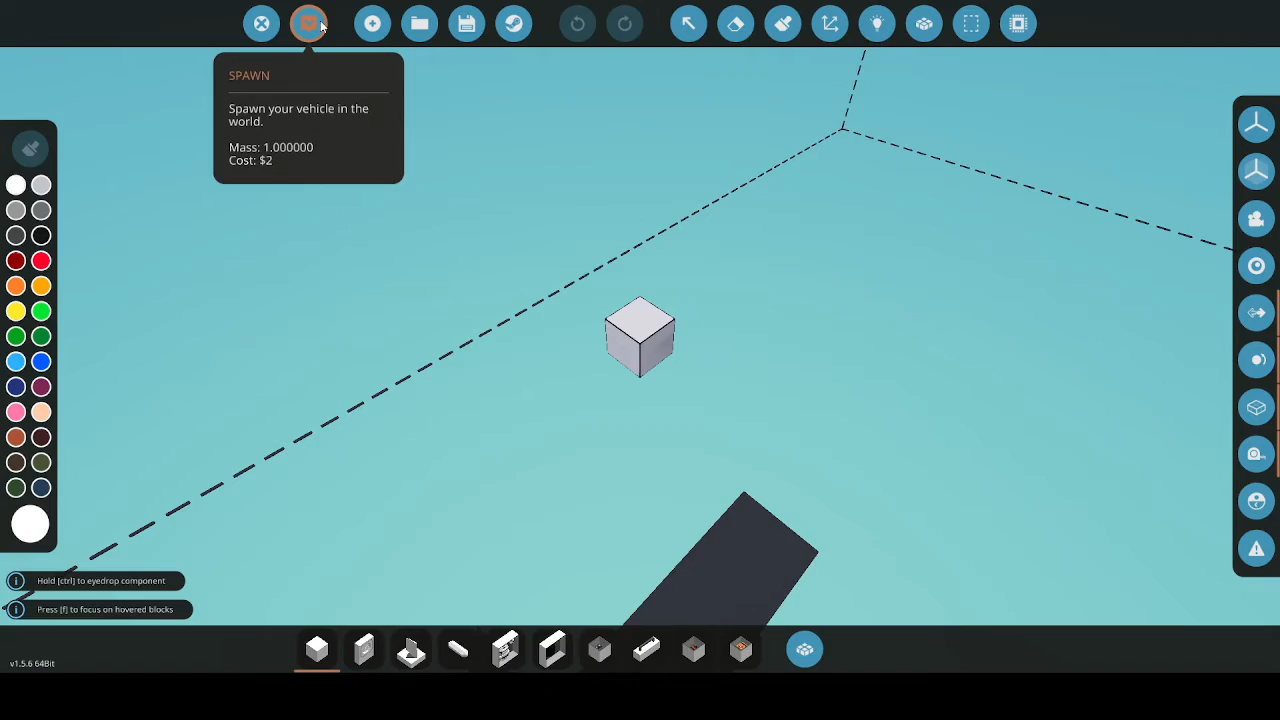 SPAWN
Spawn your vehicle in the
world.
Mass: 1.000000
Cost: $2
Hold [ctrl] to eyedrop component
Press [f] to focus on hovered blocks
v1.5.6 64Bit